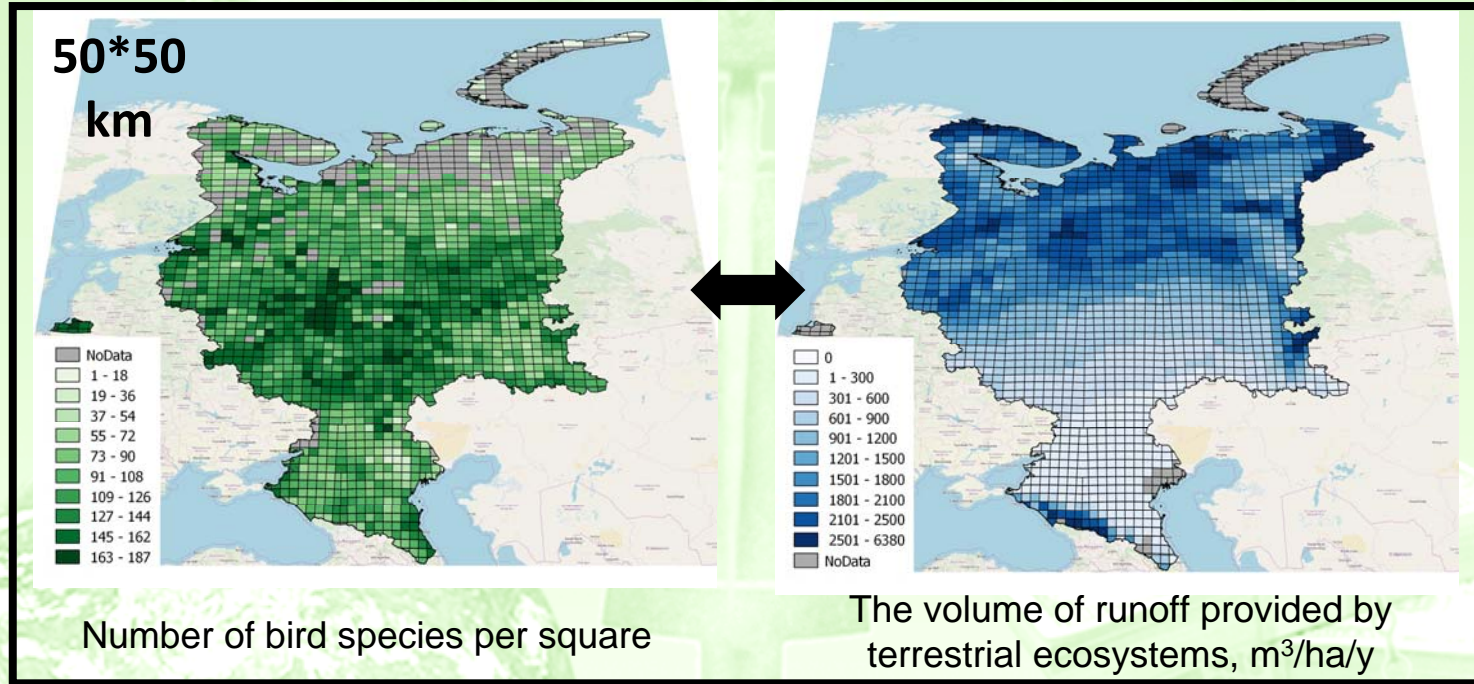 50*50
km
NoData
1 - 18
19 - 36
37 - 54
55 - 72
73 - 90
91 - 108
109 - 126
127 - 144
145 - 162
163 - 187
0
1 - 300
301 - 600
601 - 900
901 - 1200
1201 - 1500
1501 - 1800
1801 - 2100
2101 - 2500
2501 - 6380
NoData
Number of bird species per square
The volume of runoff provided by
terrestrial ecosystems, m³/ha/y